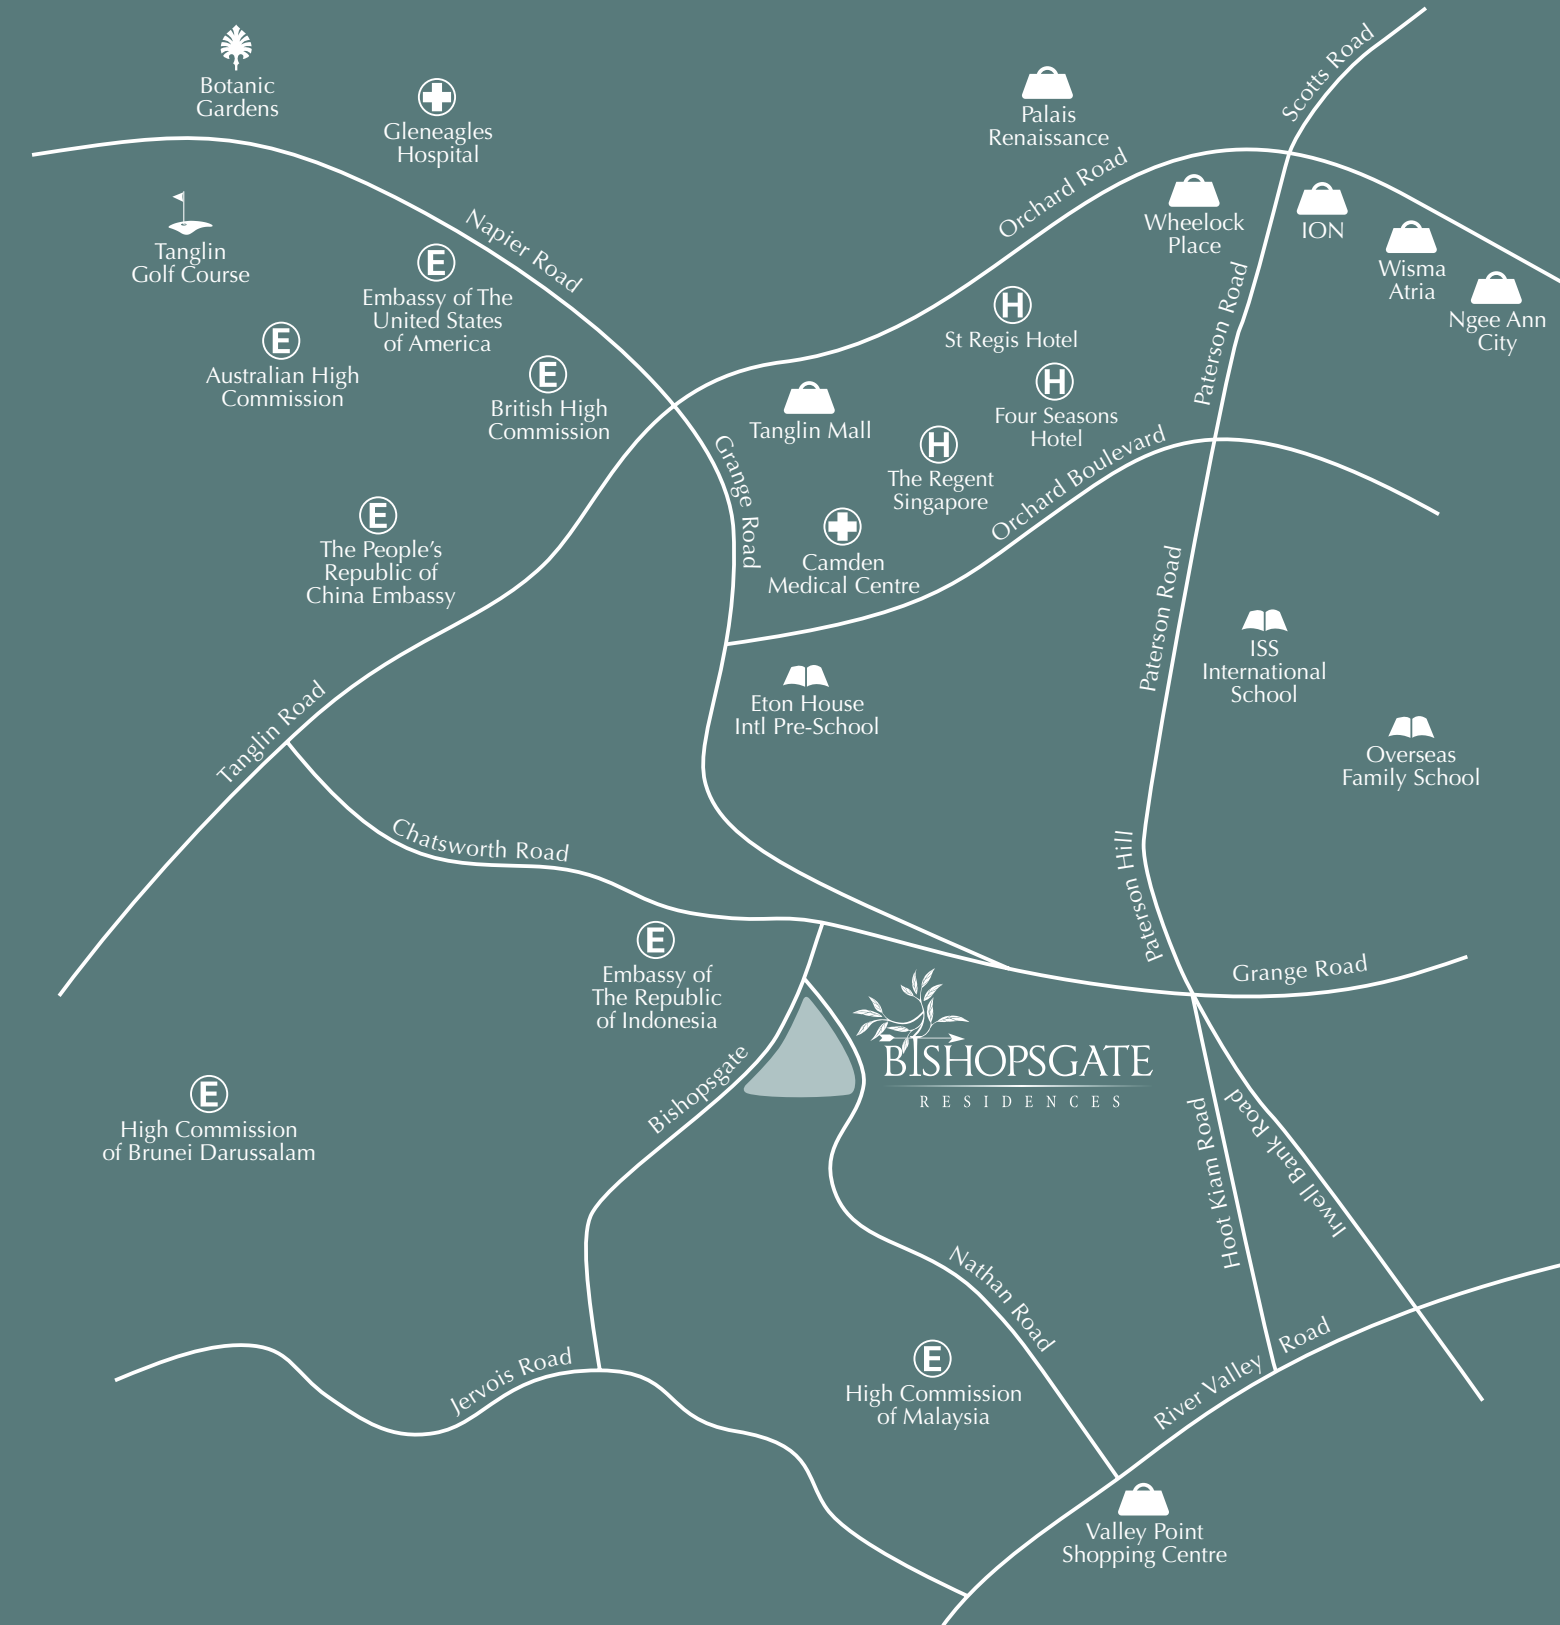 Botanic
Gardens
Gleneagles
Hospital
Palais
Renaissance
Scotts Road
Orchard Road
Wheelock
Place
ION
Wisma
Atria
Ngee Ann
City
Tanglin
Golf Course
Napier Road
Embassy of The
United States
of America
Australian High
Commission
British High
Commission
St Regis Hotel
Paterson Road
Four Seasons
Hotel
Tanglin Mall
Grange Road
The Regent
Singapore
Orchard Boulevard
Camden
Medical Centre
The People's
Republic of
China Embassy
Paterson Road
ISS
International
School
Eton House
Intl Pre-School
Overseas
Family School
Tanglin Road
Chatsworth Road
Paterson Hill
Embassy of
The Republic
of Indonesia
Grange Road
BISHOPSGATE
RESIDENCES
Bishopsgate
High Commission
of Brunei Darussalam
Hoot Kiam Road
Irwell Bank Road
Nathan Road
Jervois Road
High Commission
of Malaysia
River Valley Road
Valley Point
Shopping Centre
E
E
E
H
H
H
E
E
E
E